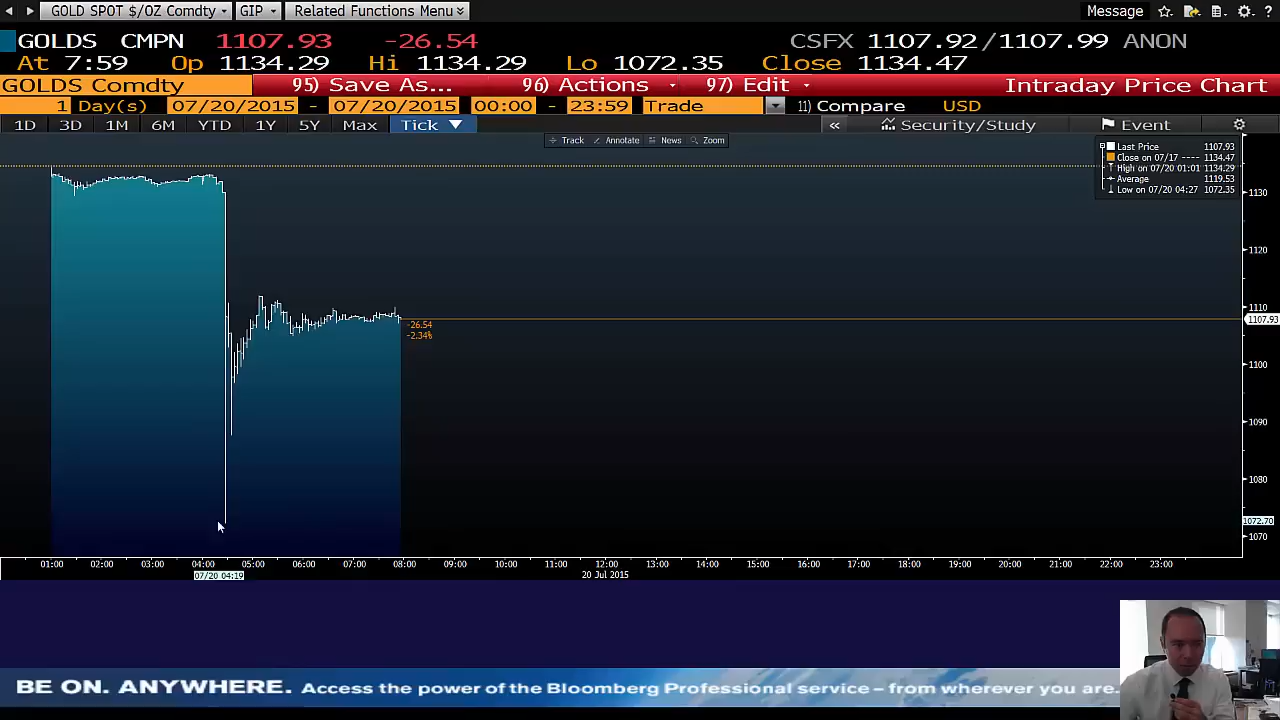 GOLD SPOT $/OZ Comdty GIP Related Functions Menu Message ?
GOLDS CMPN 1107.93 -26.54 CSFX 1107.92/1107.99 ANON
At 7:59 Op 1134.29 Hi 1134.29 Lo 1072.35 Close 1134.47
GOLDS Comdty 95) Save As... 96) Actions 97) Edit Intraday Price Chart
1 Day(s) 07/20/2015 - 07/20/2015 00:00 - 23:59 Trade 11) Compare USD
1D 3D 1M 6M YTD 1Y 5Y Max Tick ▼ « Security/Study Event
Track Annotate News Zoom
Last Price 1107.93
Close on 07/17 ---- 1134.47
High on 07/20 01:01 1134.29
Average 1119.53
Low on 07/20 04:27 1072.35
1130
1120
1110
1107.93
-26.54
-2.34%
1100
1090
1080
1072.70
1070
01:00 02:00 03:00 04:00 05:00 06:00 07:00 08:00 09:00 10:00 11:00 12:00 13:00 14:00 15:00 16:00 17:00 18:00 19:00 20:00 21:00 22:00 23:00
07/20 04:19 20 Jul 2015
BE ON. ANYWHERE. Access the power of the Bloomberg Professional service – from wherever you are.